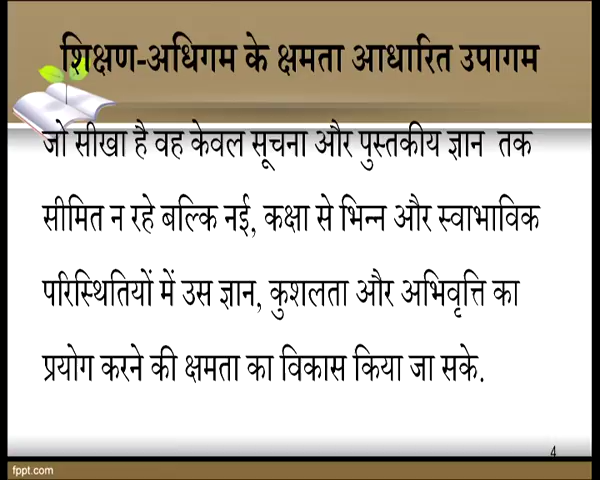 शिक्षण-अधिगम के क्षमता आधारित उपागम
जो सीखा है वह केवल सूचना और पुस्तकीय ज्ञान तक
सीमित न रहे बल्कि नई, कक्षा से भिन्न और स्वाभाविक
परिस्थितियों में उस ज्ञान, कुशलता और अभिवृत्ति का
प्रयोग करने की क्षमता का विकास किया जा सके.
4
fppt.com